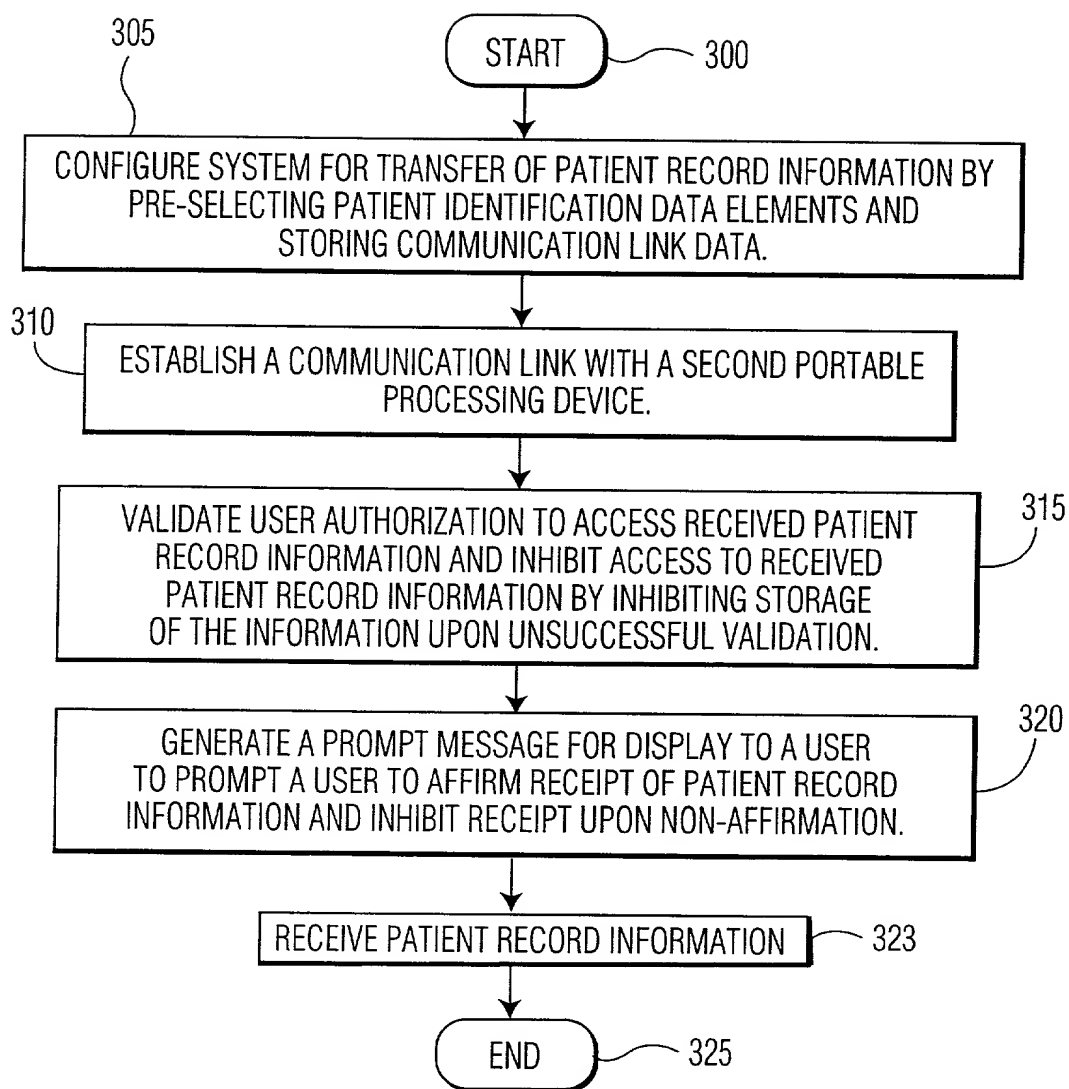 START
300
305
CONFIGURE SYSTEM FOR TRANSFER OF PATIENT RECORD INFORMATION BY
PRE-SELECTING PATIENT IDENTIFICATION DATA ELEMENTS AND
STORING COMMUNICATION LINK DATA.
310
ESTABLISH A COMMUNICATION LINK WITH A SECOND PORTABLE
PROCESSING DEVICE.
315
VALIDATE USER AUTHORIZATION TO ACCESS RECEIVED PATIENT
RECORD INFORMATION AND INHIBIT ACCESS TO RECEIVED
PATIENT RECORD INFORMATION BY INHIBITING STORAGE
OF THE INFORMATION UPON UNSUCCESSFUL VALIDATION.
320
GENERATE A PROMPT MESSAGE FOR DISPLAY TO A USER
TO PROMPT A USER TO AFFIRM RECEIPT OF PATIENT RECORD
INFORMATION AND INHIBIT RECEIPT UPON NON-AFFIRMATION.
RECEIVE PATIENT RECORD INFORMATION
323
END
325